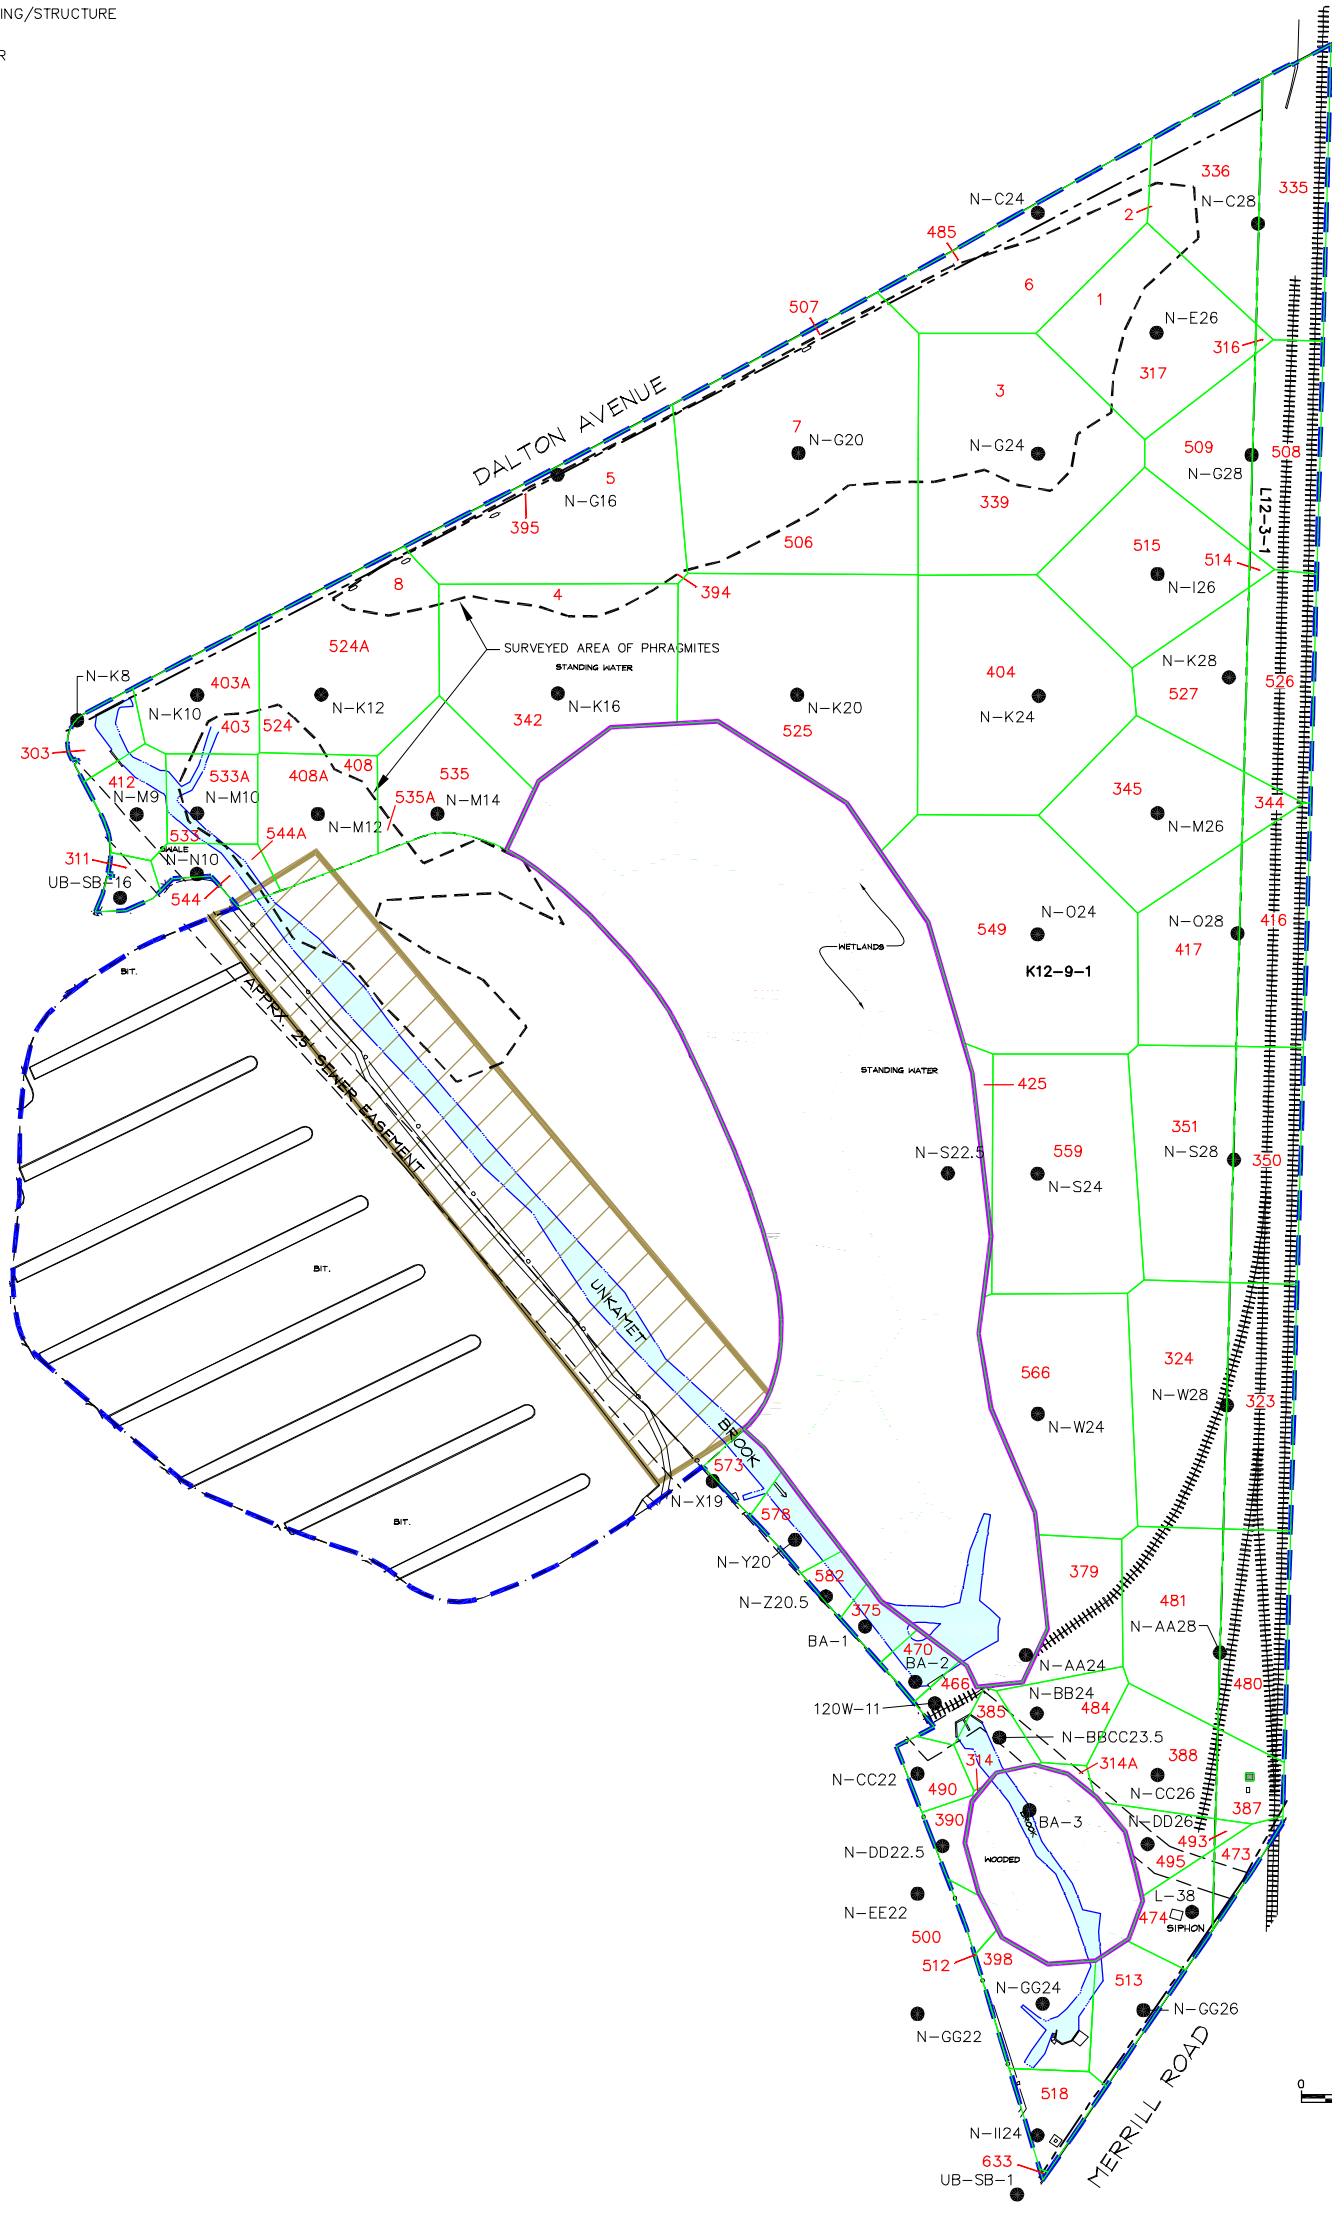 ING/STRUCTURE
R
336
335
N-C24
N-C28
2
485
6
1
507
N-E26
316
317
DALTON AVENUE
3
7
N-G20
N-G24
509
508
N-G28
5
N-G16
395
339
L12-3-1
506
515
514
N-I26
8
4
394
524A
SURVEYED AREA OF PHRAGMITES
STANDING WATER
N-K28
N-K8
403A
404
527
526
N-K10
N-K12
N-K16
N-K20
N-K24
342
525
403
524
303
412
533A
408A
408
535
N-M9
N-M10
535A
N-M14
345
344
N-M26
N-M12
533
544A
SWALE
311
N-N10
UB-SB-16
544
N-O24
N-O28
416
549
417
WETLANDS
BIT.
K12-9-1
APPRX. 25' SEWER EASEMENT
STANDING WATER
425
351
N-S22.5
559
N-S28
350
N-S24
BIT.
UNKAMET
324
566
N-W28
323
N-W24
BROOK
573
N-X19
578
BIT.
N-Y20
379
582
N-Z20.5
481
375
BA-1
N-AA28
470
BA-2
N-AA24
466
480
120W-11
N-BB24
385
484
N-BBCC23.5
314
314A
388
N-CC22
N-CC26
490
387
390
BA-3
BROOK
N-DD26
493
N-DD22.5
WOODED
495
473
L-38
N-EE22
474
SIPHON
500
512
398
513
N-GG24
N-GG26
N-GG22
MERRILL ROAD
0
518
N-II24
633
UB-SB-1